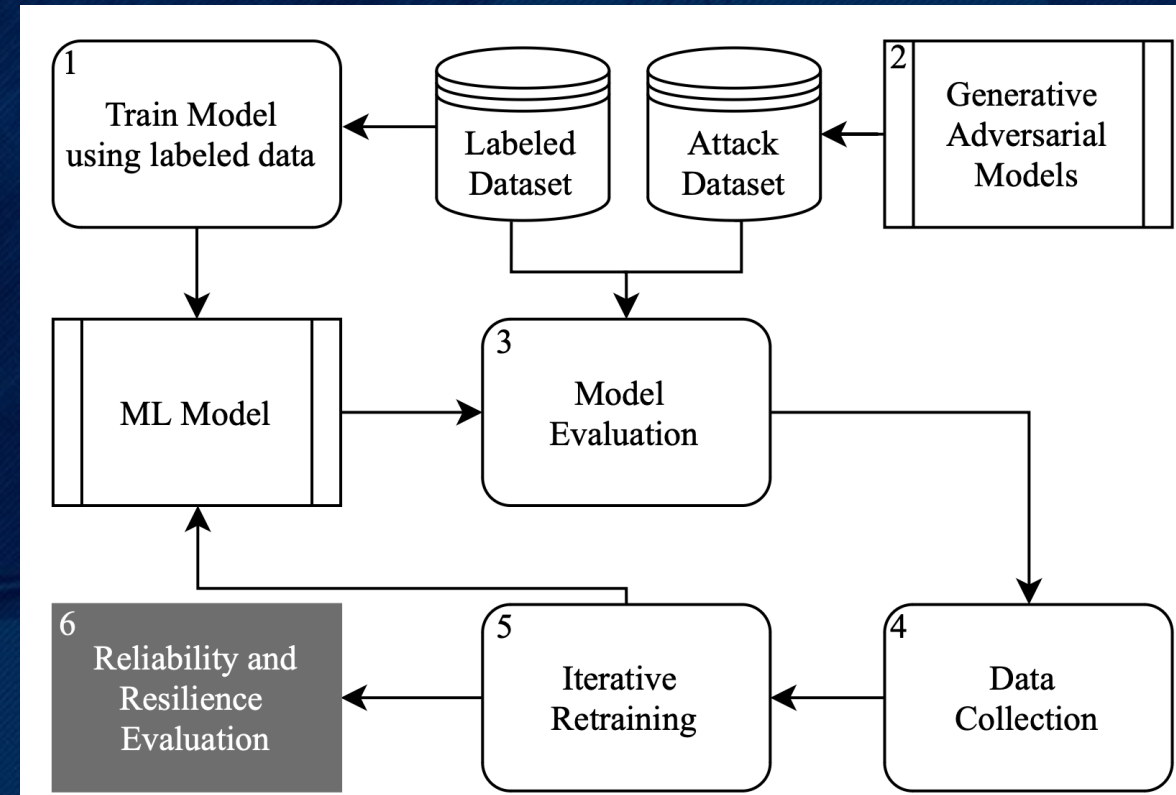 1
Train Model
using labeled data
Labeled
Dataset
Attack
Dataset
2
Generative
Adversarial
Models
ML Model
3
Model
Evaluation
6
Reliability and
Resilience
Evaluation
5
Iterative
Retraining
4
Data
Collection